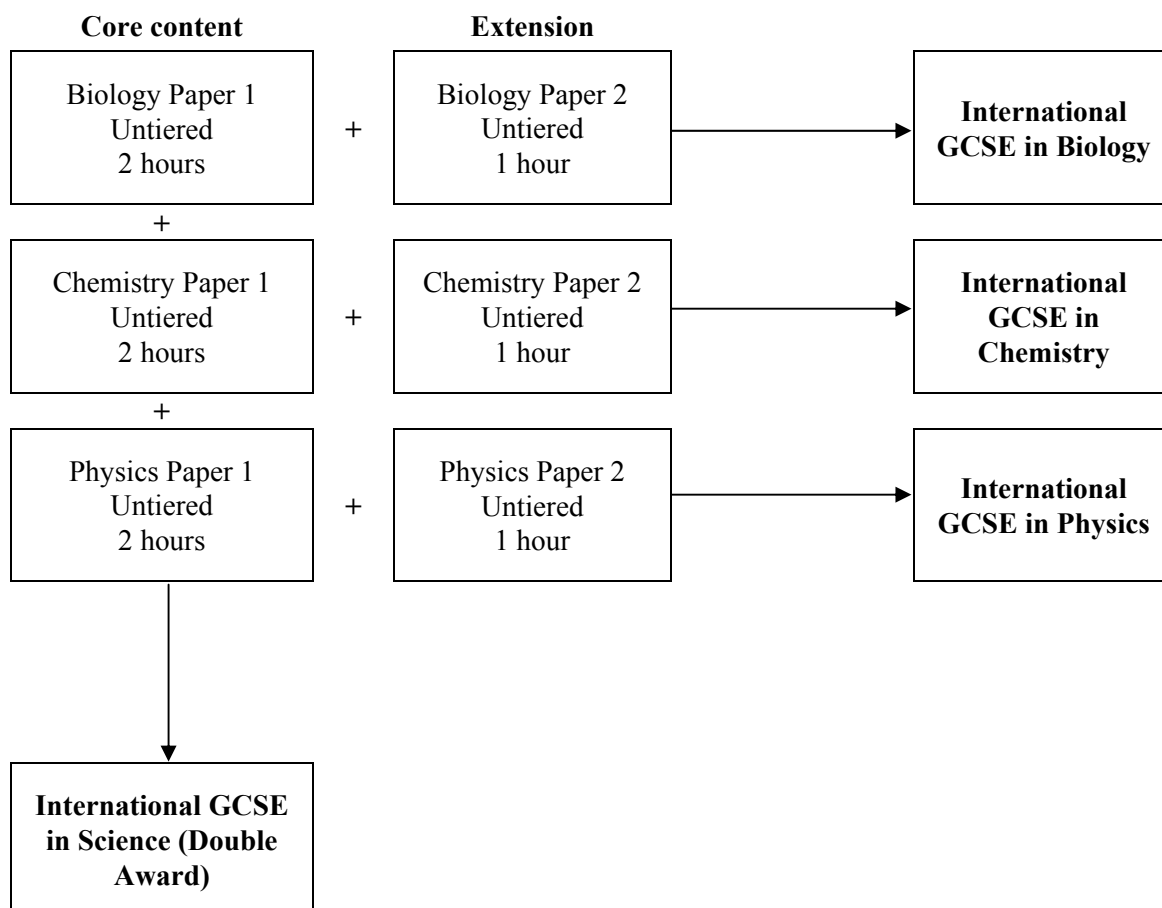 Core content
Extension
Biology Paper 1
Untiered
2 hours
+
Biology Paper 2
Untiered
1 hour
International
GCSE in Biology
+
Chemistry Paper 1
Untiered
2 hours
+
Chemistry Paper 2
Untiered
1 hour
International
GCSE in
Chemistry
+
Physics Paper 1
Untiered
2 hours
+
Physics Paper 2
Untiered
1 hour
International
GCSE in Physics
International GCSE
in Science (Double
Award)